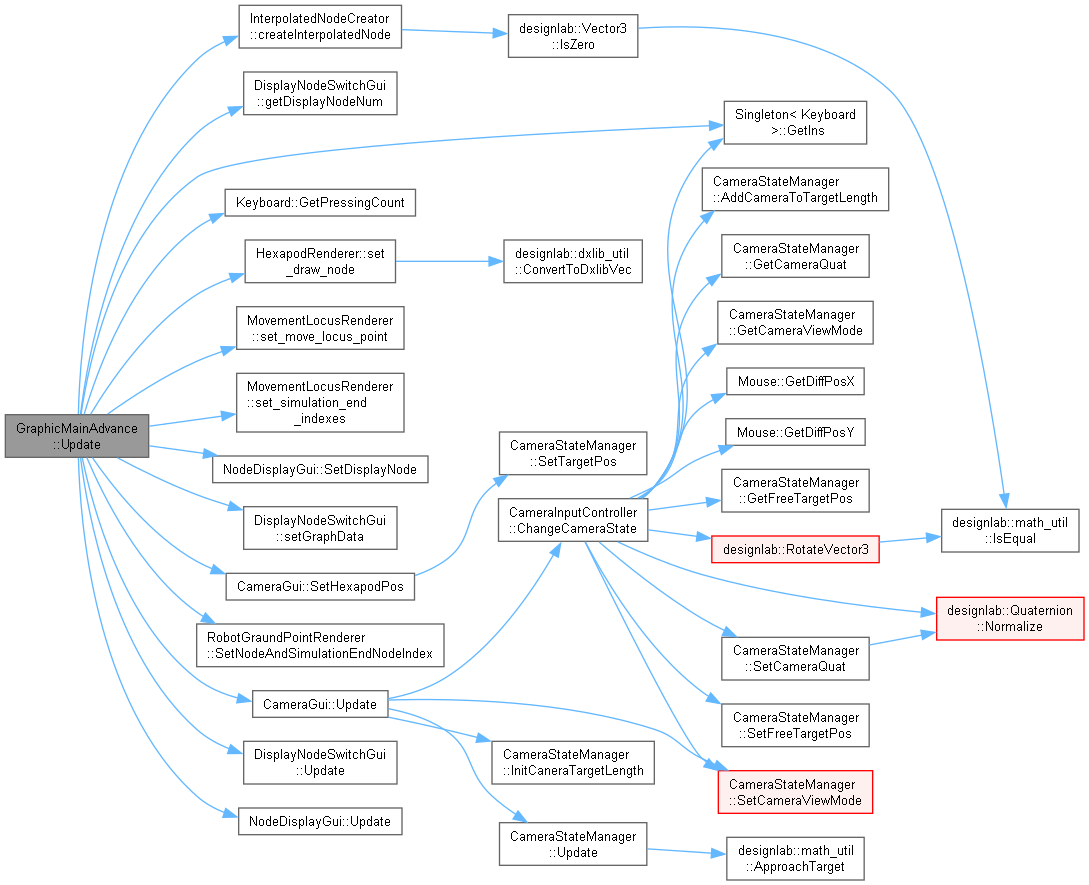 GraphicMainAdvance
::Update
InterpolatedNodeCreator
::createInterpolatedNode
DisplayNodeSwitchGui
::getDisplayNodeNum
Keyboard::GetPressingCount
HexapodRenderer::set
_draw_node
MovementLocusRenderer
::set_move_locus_point
MovementLocusRenderer
::set_simulation_end
_indexes
NodeDisplayGui::SetDisplayNode
DisplayNodeSwitchGui
::setGraphData
CameraGui::SetHexapodPos
RobotGraundPointRenderer
::SetNodeAndSimulationEndNodeIndex
CameraGui::Update
DisplayNodeSwitchGui
::Update
NodeDisplayGui::Update
designlab::Vector3
::IsZero
designlab::dxlib_util
::ConvertToDxlibVec
CameraStateManager
::SetTargetPos
CameraInputController
::ChangeCameraState
CameraStateManager
::InitCaneraTargetLength
CameraStateManager
::Update
Singleton< Keyboard
>::GetIns
CameraStateManager
::AddCameraToTargetLength
CameraStateManager
::GetCameraQuat
CameraStateManager
::GetCameraViewMode
Mouse::GetDiffPosX
Mouse::GetDiffPosY
CameraStateManager
::GetFreeTargetPos
designlab::RotateVector3
CameraStateManager
::SetCameraQuat
CameraStateManager
::SetFreeTargetPos
CameraStateManager
::SetCameraViewMode
designlab::math_util
::ApproachTarget
designlab::math_util
::IsEqual
designlab::Quaternion
::Normalize